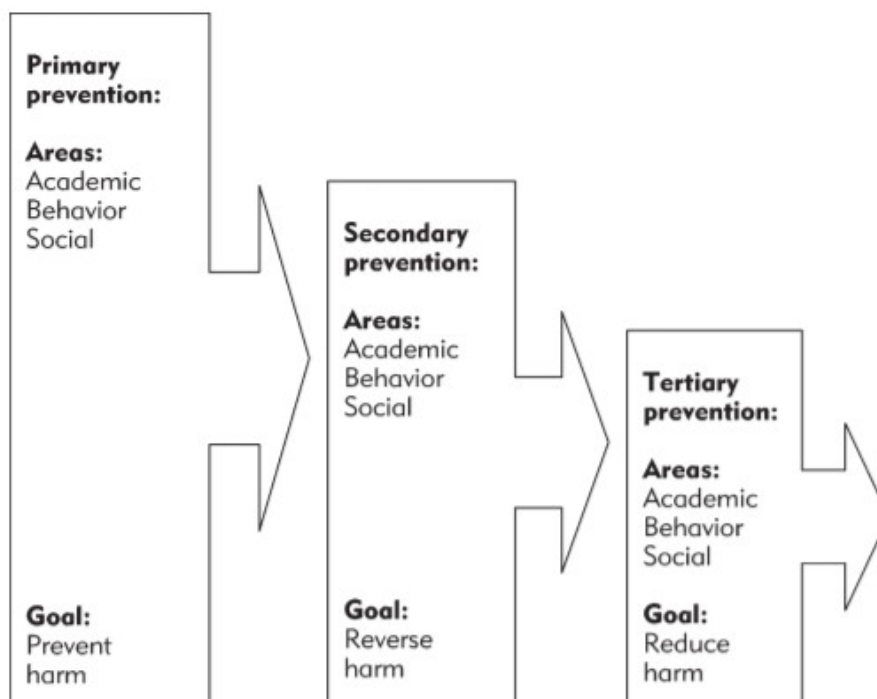 Primary
prevention:
Areas:
Academic
Behavior
Social
Goal:
Prevent
harm
Secondary
prevention:
Areas:
Academic
Behavior
Social
Goal:
Reverse
harm
Tertiary
prevention:
Areas:
Academic
Behavior
Social
Goal:
Reduce
harm